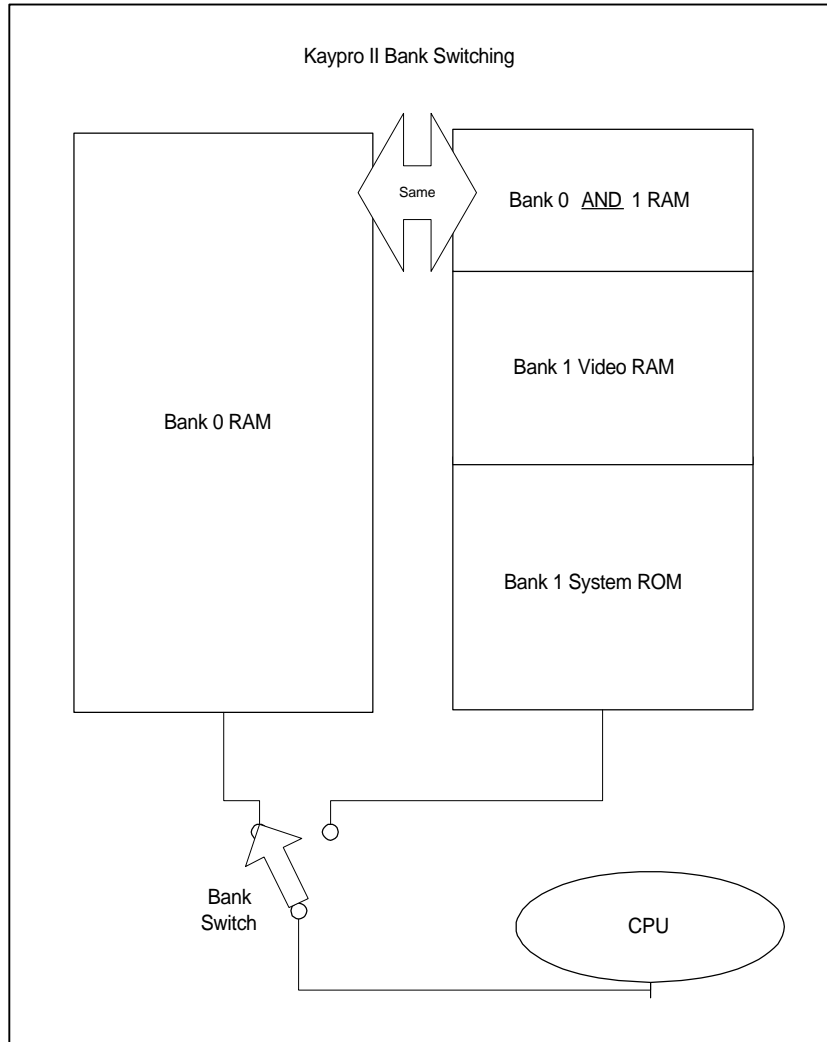 Kaypro II Bank Switching
Same
Bank 0 AND 1 RAM
Bank 1 Video RAM
Bank 0 RAM
Bank 1 System ROM
Bank
Switch
CPU